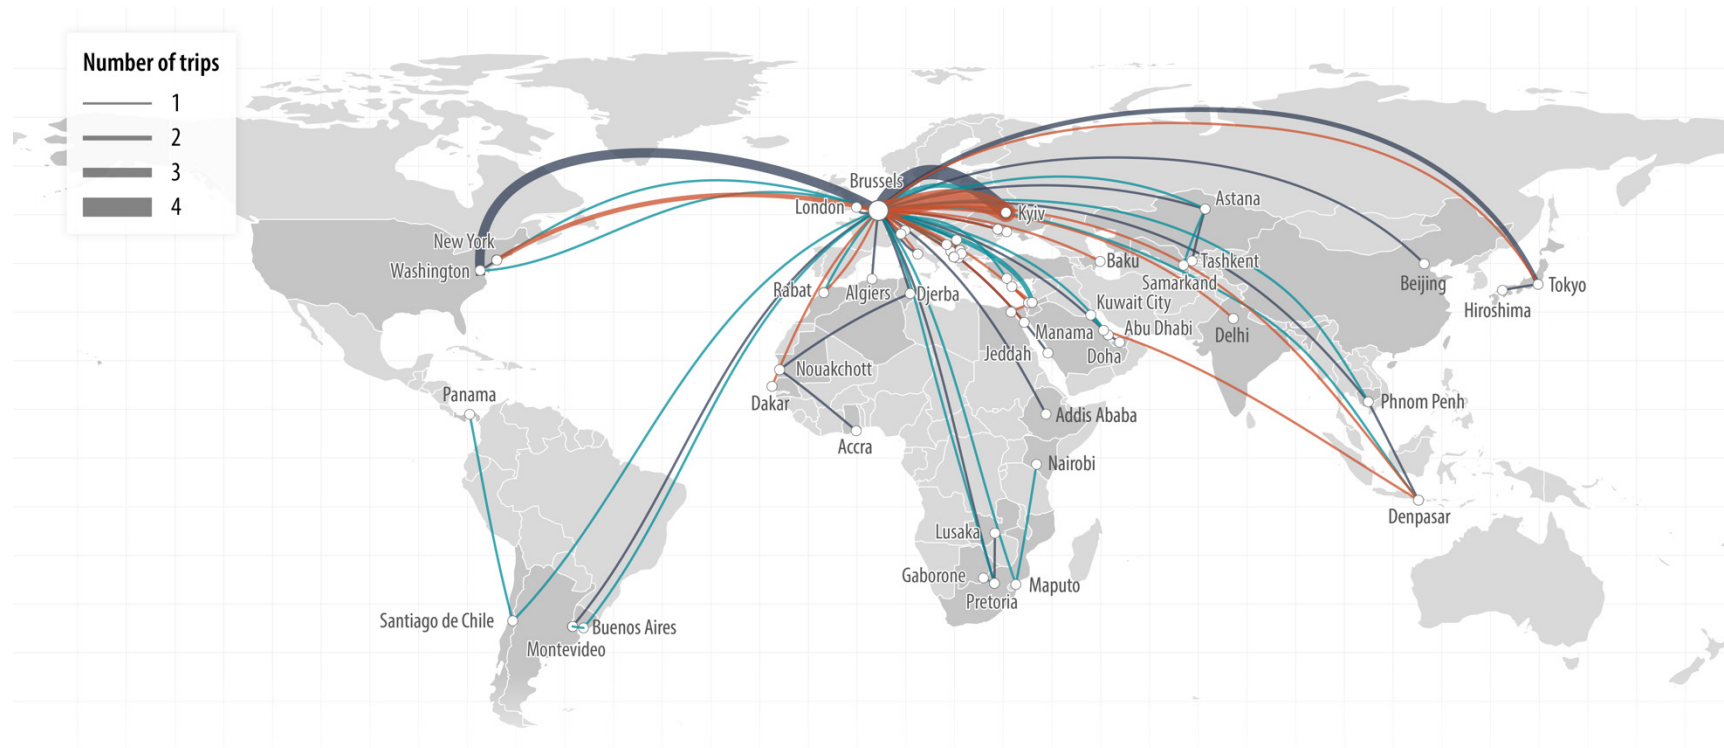 Number of trips
1
2
3
4
Brussels
London
Kyiv
Astana
New York
Washington
Baku
Tashkent
Samarkand
Beijing
Tokyo
Hiroshima
Rabat
Algiers
Djerba
Kuwait City
Manama
Abu Dhabi
Delhi
Jeddah
Doha
Nouakchott
Dakar
Panama
Accra
Addis Ababa
Phnom Penh
Nairobi
Denpasar
Lusaka
Gaborone
Pretoria
Maputo
Santiago de Chile
Buenos Aires
Montevideo